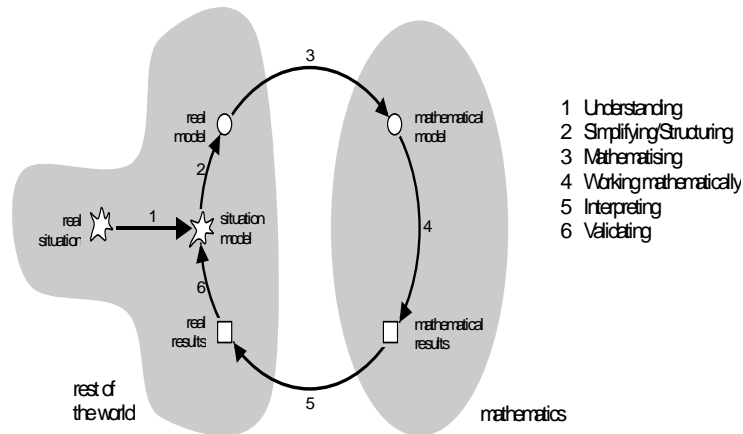 3
real
model
mathematical
model
2
1
real
situation
situation
model
4
6
real
results
mathematical
results
5
rest of
the world
mathematics
1 Understanding
2 Simplifying/Structuring
3 Mathematising
4 Working mathematically
5 Interpreting
6 Validating